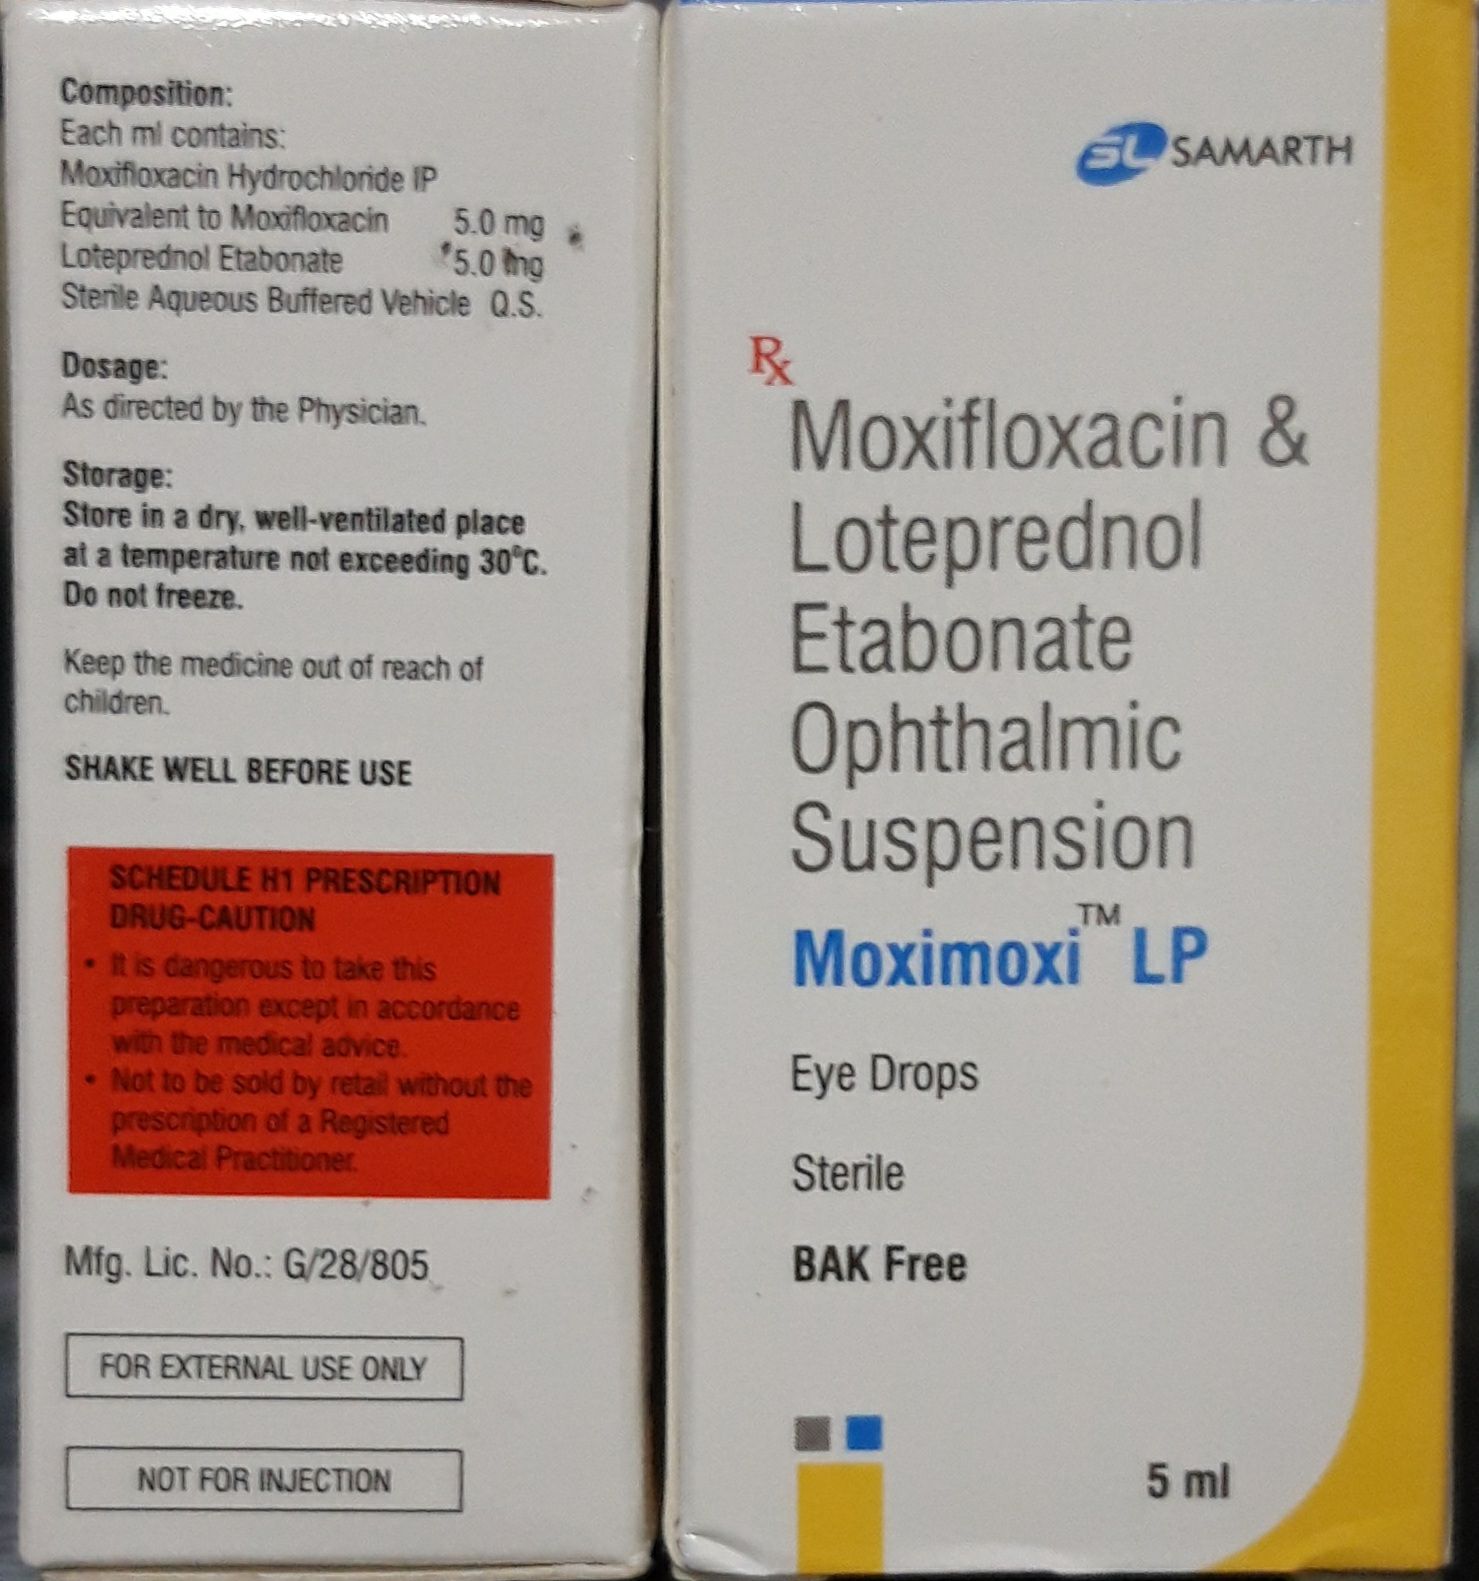 Composition:
Each ml contains:
Moxifloxacin Hydrochloride IP
Equivalent to Moxifloxacin 5.0 mg
Loteprednol Etabonate 5.0 mg
Sterile Aqueous Buffered Vehicle Q.S.
Dosage:
As directed by the Physician.
Storage:
Store in a dry, well-ventilated place
at a temperature not exceeding 30°C.
Do not freeze.
Keep the medicine out of reach of
children.
SHAKE WELL BEFORE USE
SCHEDULE H1 PRESCRIPTION
DRUG-CAUTION
• It is dangerous to take this
preparation except in accordance
with the medical advice.
• Not to be sold by retail without the
prescription of a Registered
Medical Practitioner.
Mfg. Lic. No.: G/28/805
FOR EXTERNAL USE ONLY
NOT FOR INJECTION
SL SAMARTH
Rx
Moxifloxacin &
Loteprednol
Etabonate
Ophthalmic
Suspension
Moximoxi™ LP
Eye Drops
Sterile
BAK Free
5 ml